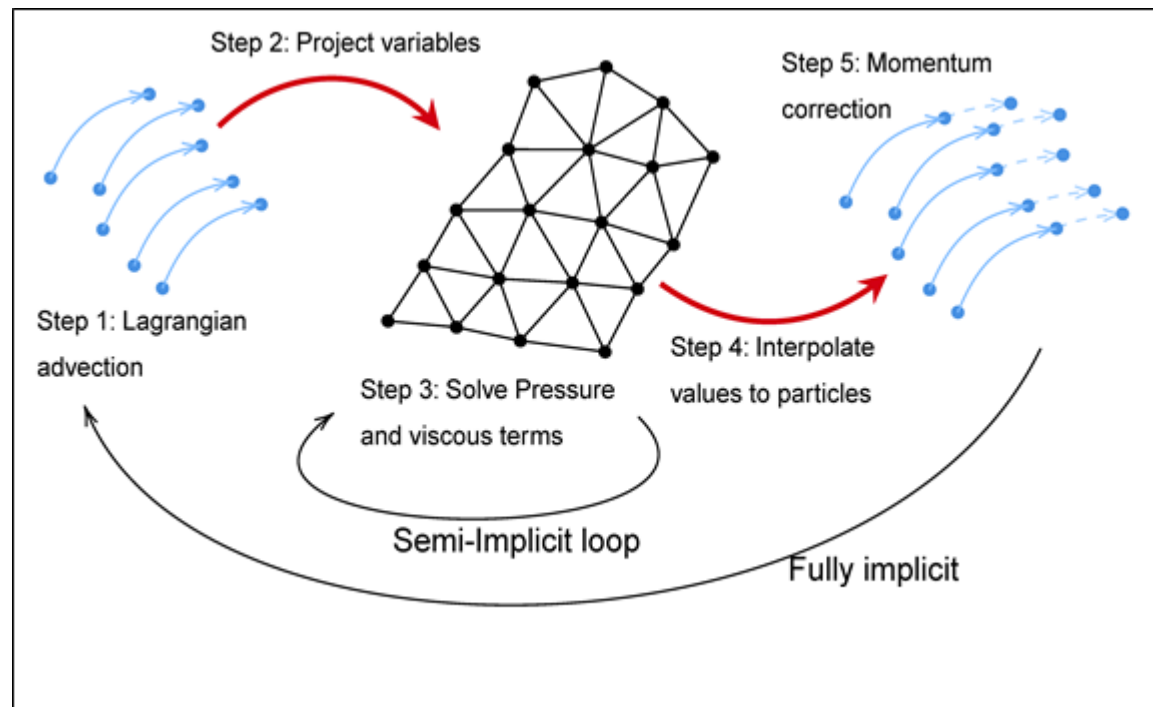 Step 2: Project variables
Step 5: Momentum
correction
Step 1: Lagrangian
advection
Step 4: Interpolate
values to particles
Step 3: Solve Pressure
and viscous terms
Semi-Implicit loop
Fully implicit